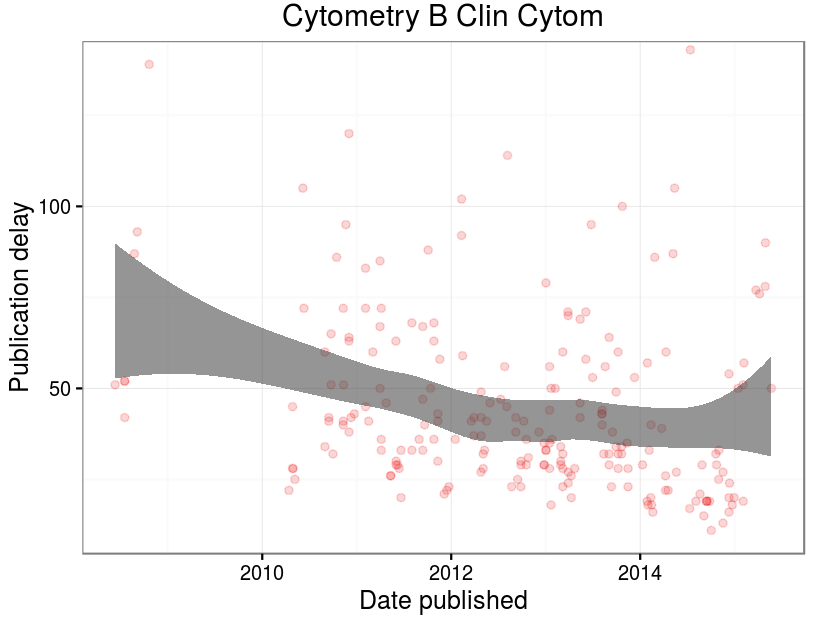 Cytometry B Clin Cytom
Publication delay
100
50
2010 2012 2014
Date published